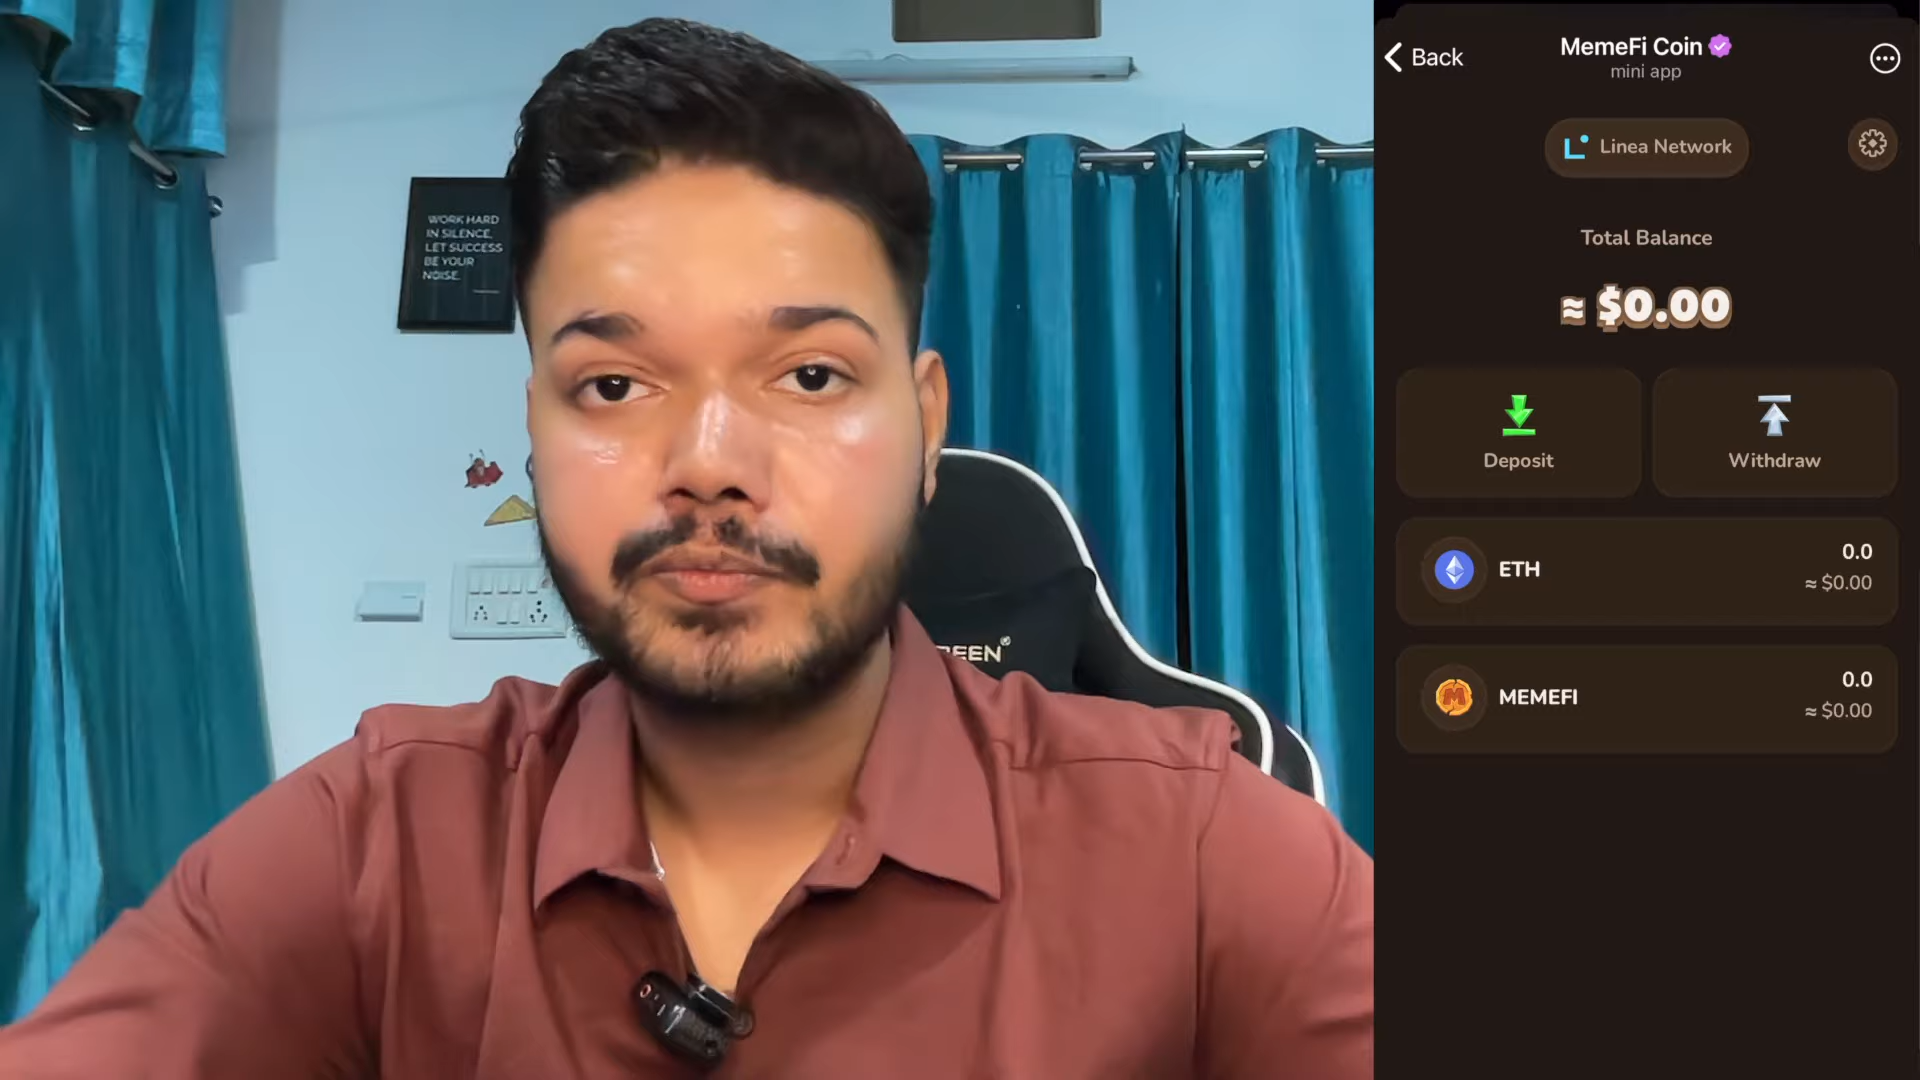 WORK HARD
IN SILENCE.
LET SUCCESS
BE YOUR
NOISE.
Back
MemeFi Coin
mini app
Linea Network
Total Balance
≈ $0.00
Deposit
Withdraw
ETH
0.0
≈ $0.00
MEMEFI
0.0
≈ $0.00